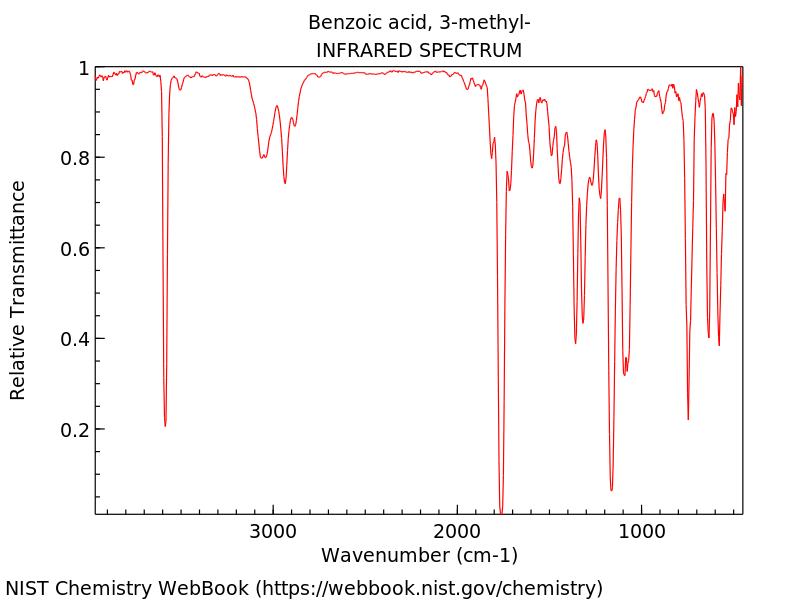 Benzoic acid, 3-methyl-
INFRARED SPECTRUM
1
0.8
0.6
0.4
0.2
Relative Transmittance
3000 2000 1000
Wavenumber (cm-1)
NIST Chemistry WebBook (https://webbook.nist.gov/chemistry)